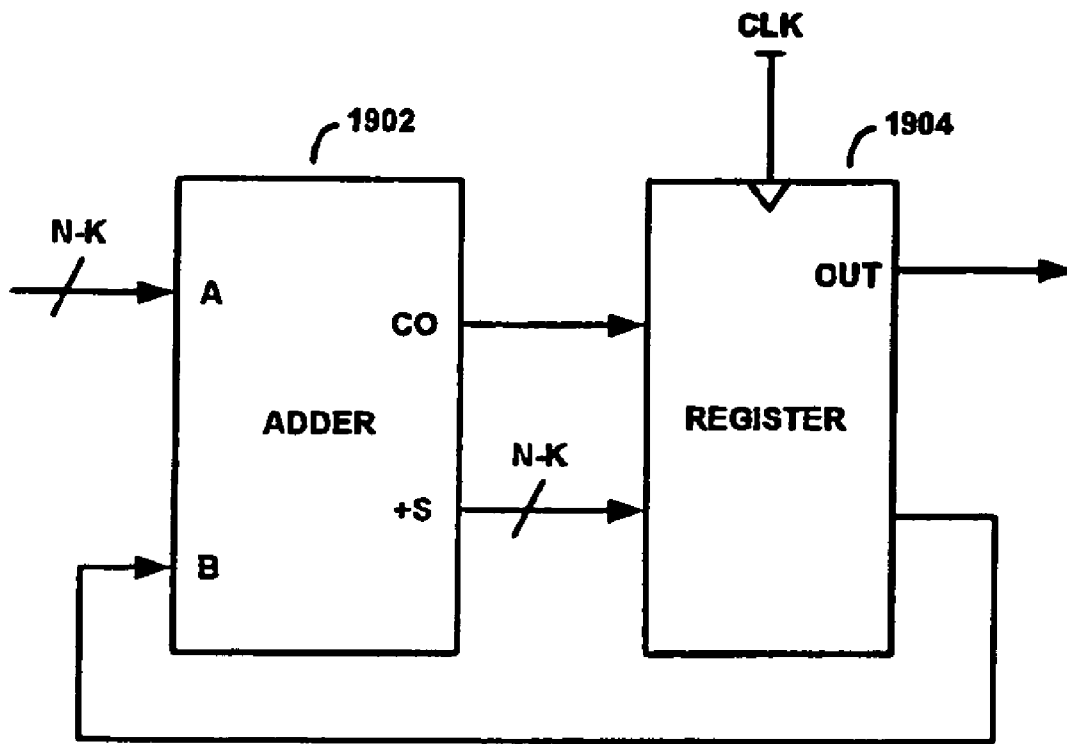 CLK
1902
1904
N-K
A
OUT
CO
ADDER
REGISTER
N-K
+S
B